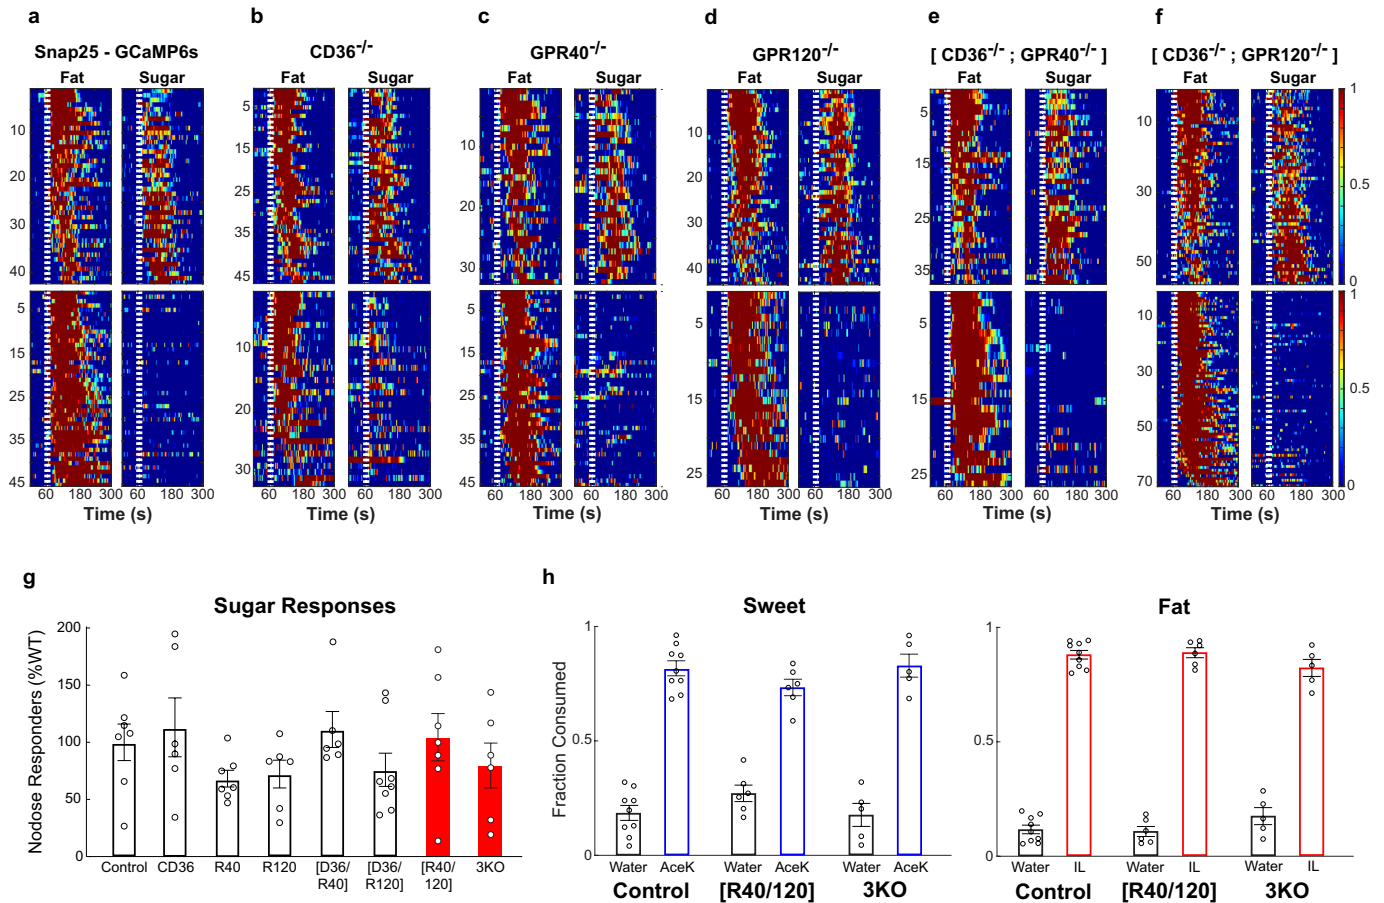 a b c d e f
Snap25 - GCaMP6s CD36-/- GPR40-/- GPR120-/- [ CD36-/- ; GPR40-/- ] [ CD36-/- ; GPR120-/- ]
Fat Sugar Fat Sugar Fat Sugar Fat Sugar Fat Sugar Fat Sugar
10 20 30 40
5 15 25 35 45
10 20 30
10 20 30 40
5 15 25 35
10 30 50
1 0.5 0
5 15 25 35 45
10 20 30
5 15 25 35 45
5 15 25
5 15 25
10 30 50 70
1 0.5 0
60 180 300 60 180 300 60 180 300 60 180 300 60 180 300 60 180 300 60 180 300 60 180 300 60 180 300 60 180 300 60 180 300 60 180 300
Time (s) Time (s) Time (s) Time (s) Time (s) Time (s)
g
Sugar Responses
Nodose Responders (%WT)
200
150
100
50
0
Control CD36 R40 R120 [D36/R40] [D36/R120] [R40/120] 3KO
h
Sweet
Fraction Consumed
1
0.5
0
Water AceK Water AceK Water AceK
Control [R40/120] 3KO
Fat
1
0.5
0
Water IL Water IL Water IL
Control [R40/120] 3KO